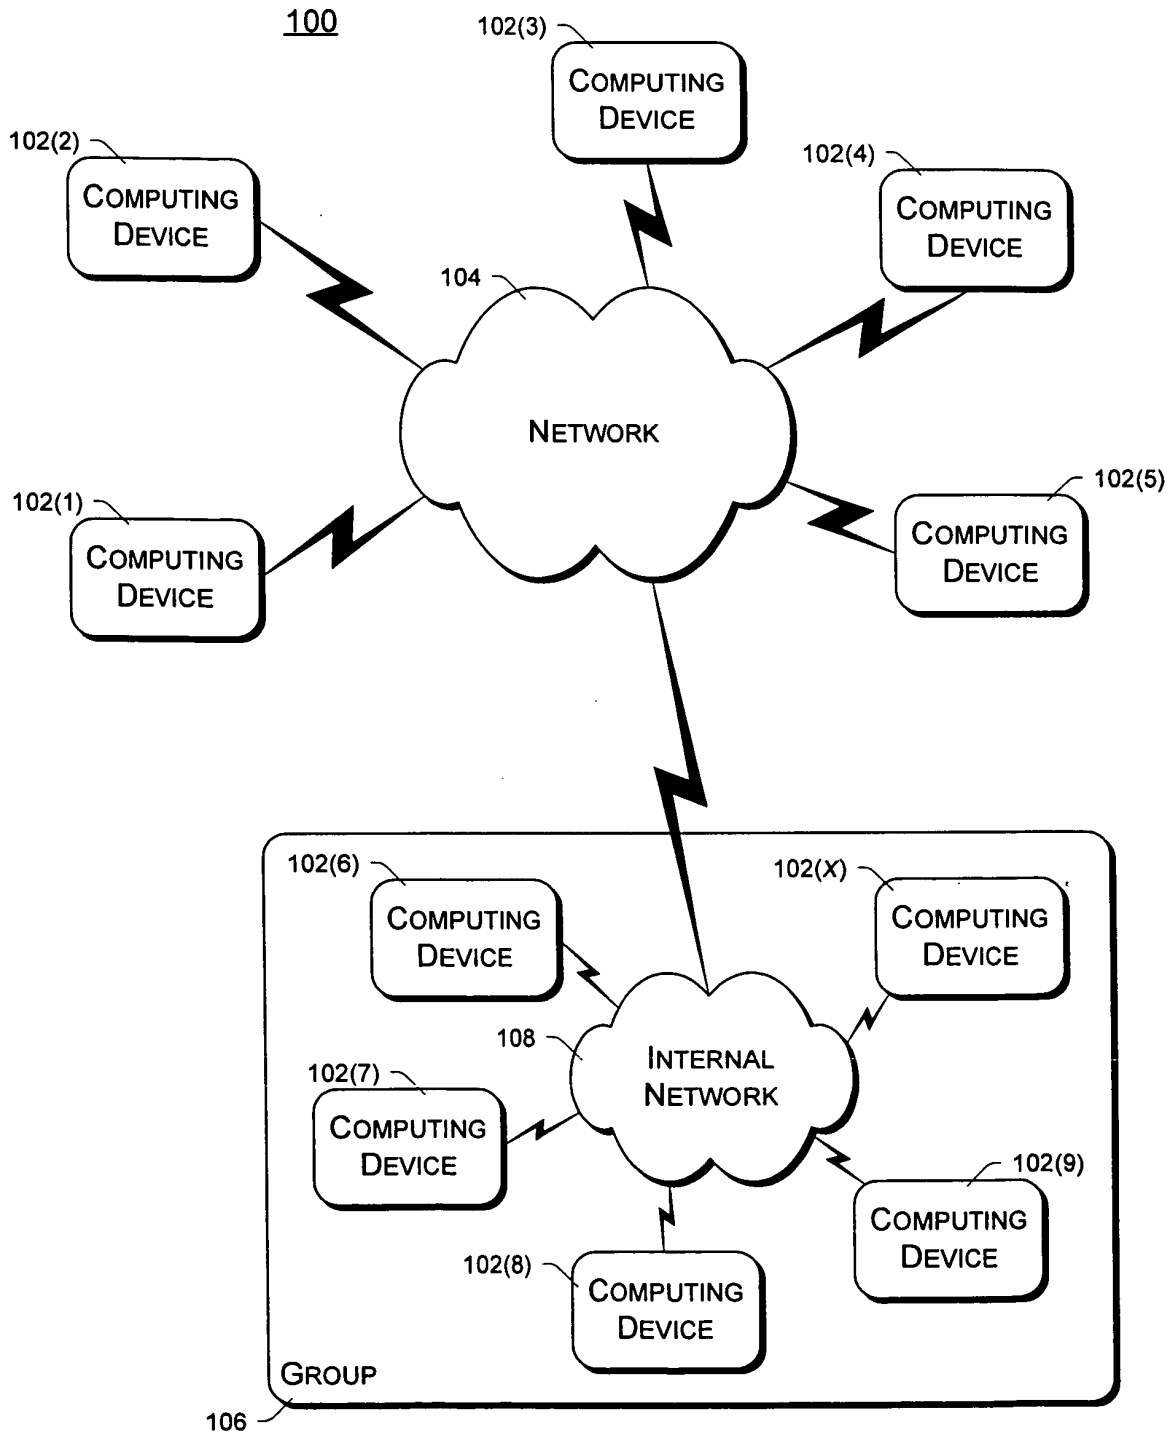 100
102(3)
COMPUTING
DEVICE
102(2)
COMPUTING
DEVICE
102(4)
COMPUTING
DEVICE
104
NETWORK
102(1)
COMPUTING
DEVICE
102(5)
COMPUTING
DEVICE
102(6)
COMPUTING
DEVICE
102(X)
COMPUTING
DEVICE
108
INTERNAL
NETWORK
102(7)
COMPUTING
DEVICE
102(9)
COMPUTING
DEVICE
102(8)
COMPUTING
DEVICE
GROUP
106